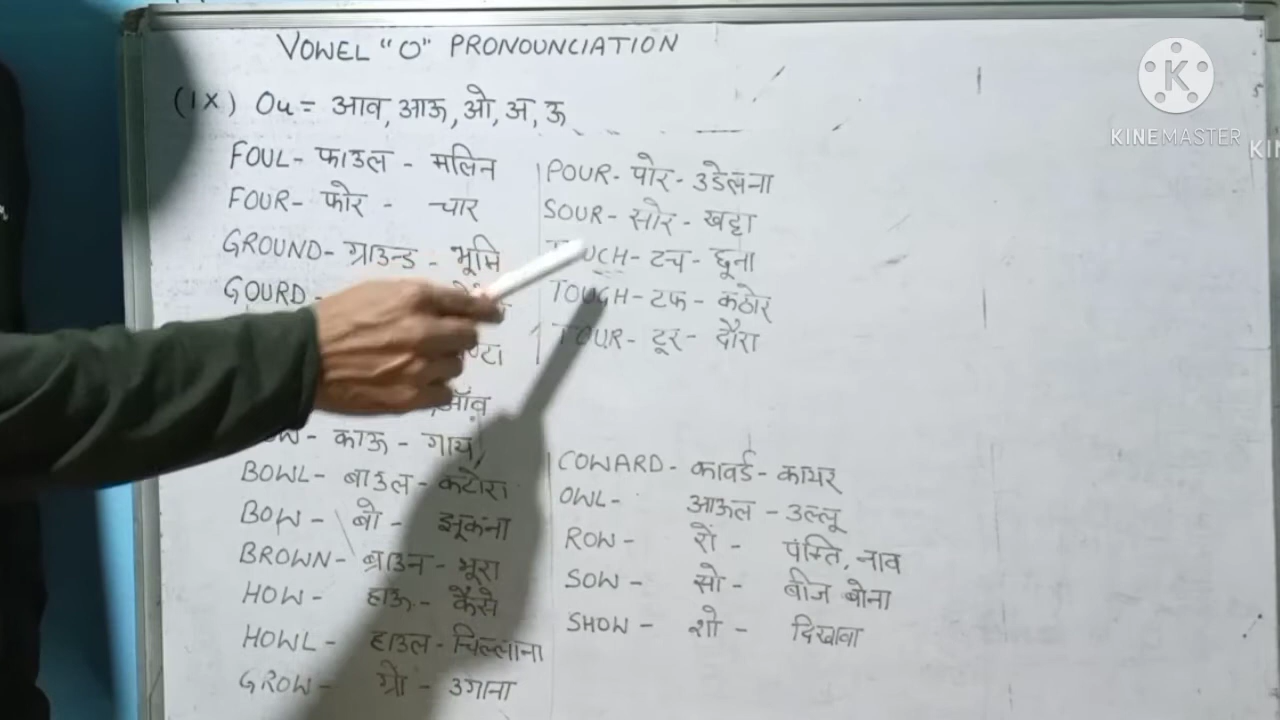 VOWEL "O" PRONOUNCIATION
(IX) Ou = आव, आऊ, ओ, अ, ऊ
FOUL - फाउल - मलिन
FOUR - फोर - चार
GROUND - ग्राउन्ड - भूमि
GOURD -
काऊ - गाय
BOWL - बाउल - कटोरा
BOW - बो - झूकना
BROWN - ब्राउन - भूरा
HOW - हाऊ - कैसे
HOWL - हाउल - चिल्लाना
GROW - ग्रो - उगाना
POUR - पोर - उडेलना
SOUR - सोर - खट्टा
टच - छूना
TOUGH - टफ - कठोर
TOUR - टूर - दौरा
COWARD - कावर्ड - कायर
OWL - आऊल - उल्लू
ROW - रो - पंक्ति, नाव
SOW - सो - बीज बोना
SHOW - शो - दिखावा
KINEMASTER